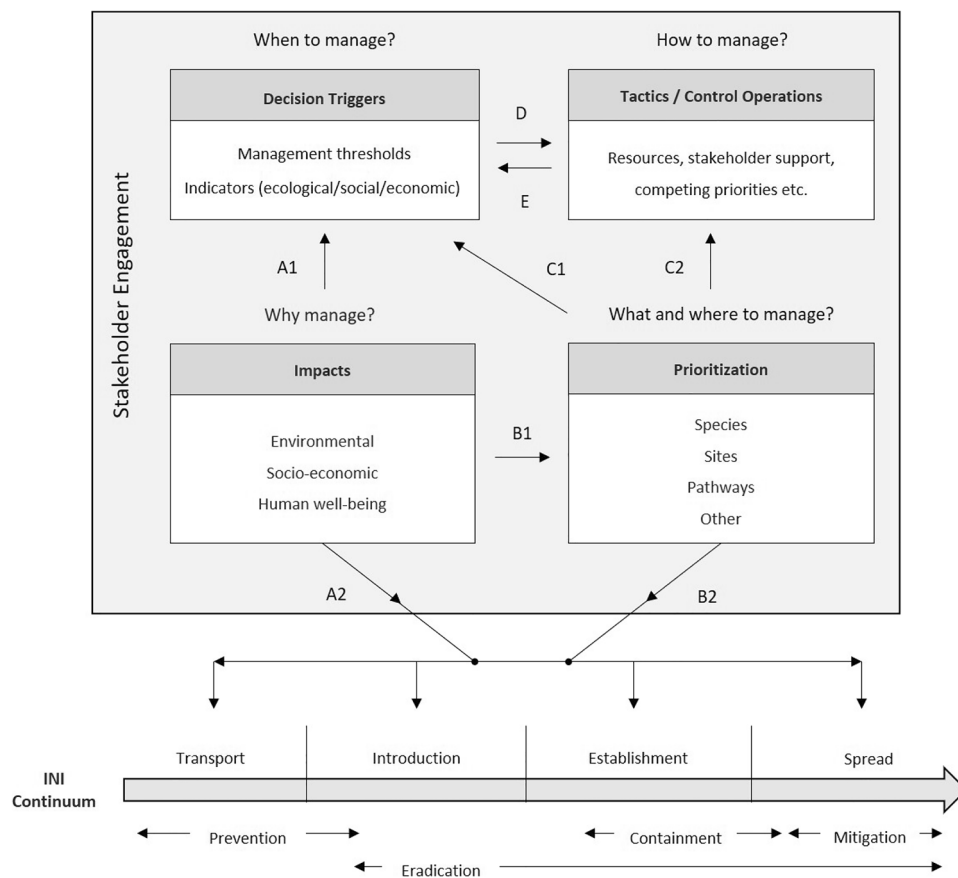 When to manage?
How to manage?
Decision Triggers
Tactics / Control Operations
Management thresholds
Indicators (ecological/social/economic)
D
E
Resources, stakeholder support,
competing priorities etc.
Stakeholder Engagement
A1
C1
C2
Why manage?
What and where to manage?
Impacts
Prioritization
Environmental
Socio-economic
Human well-being
B1
Species
Sites
Pathways
Other
A2
B2
Transport
Introduction
Establishment
Spread
INI
Continuum
Prevention
Containment
Mitigation
Eradication